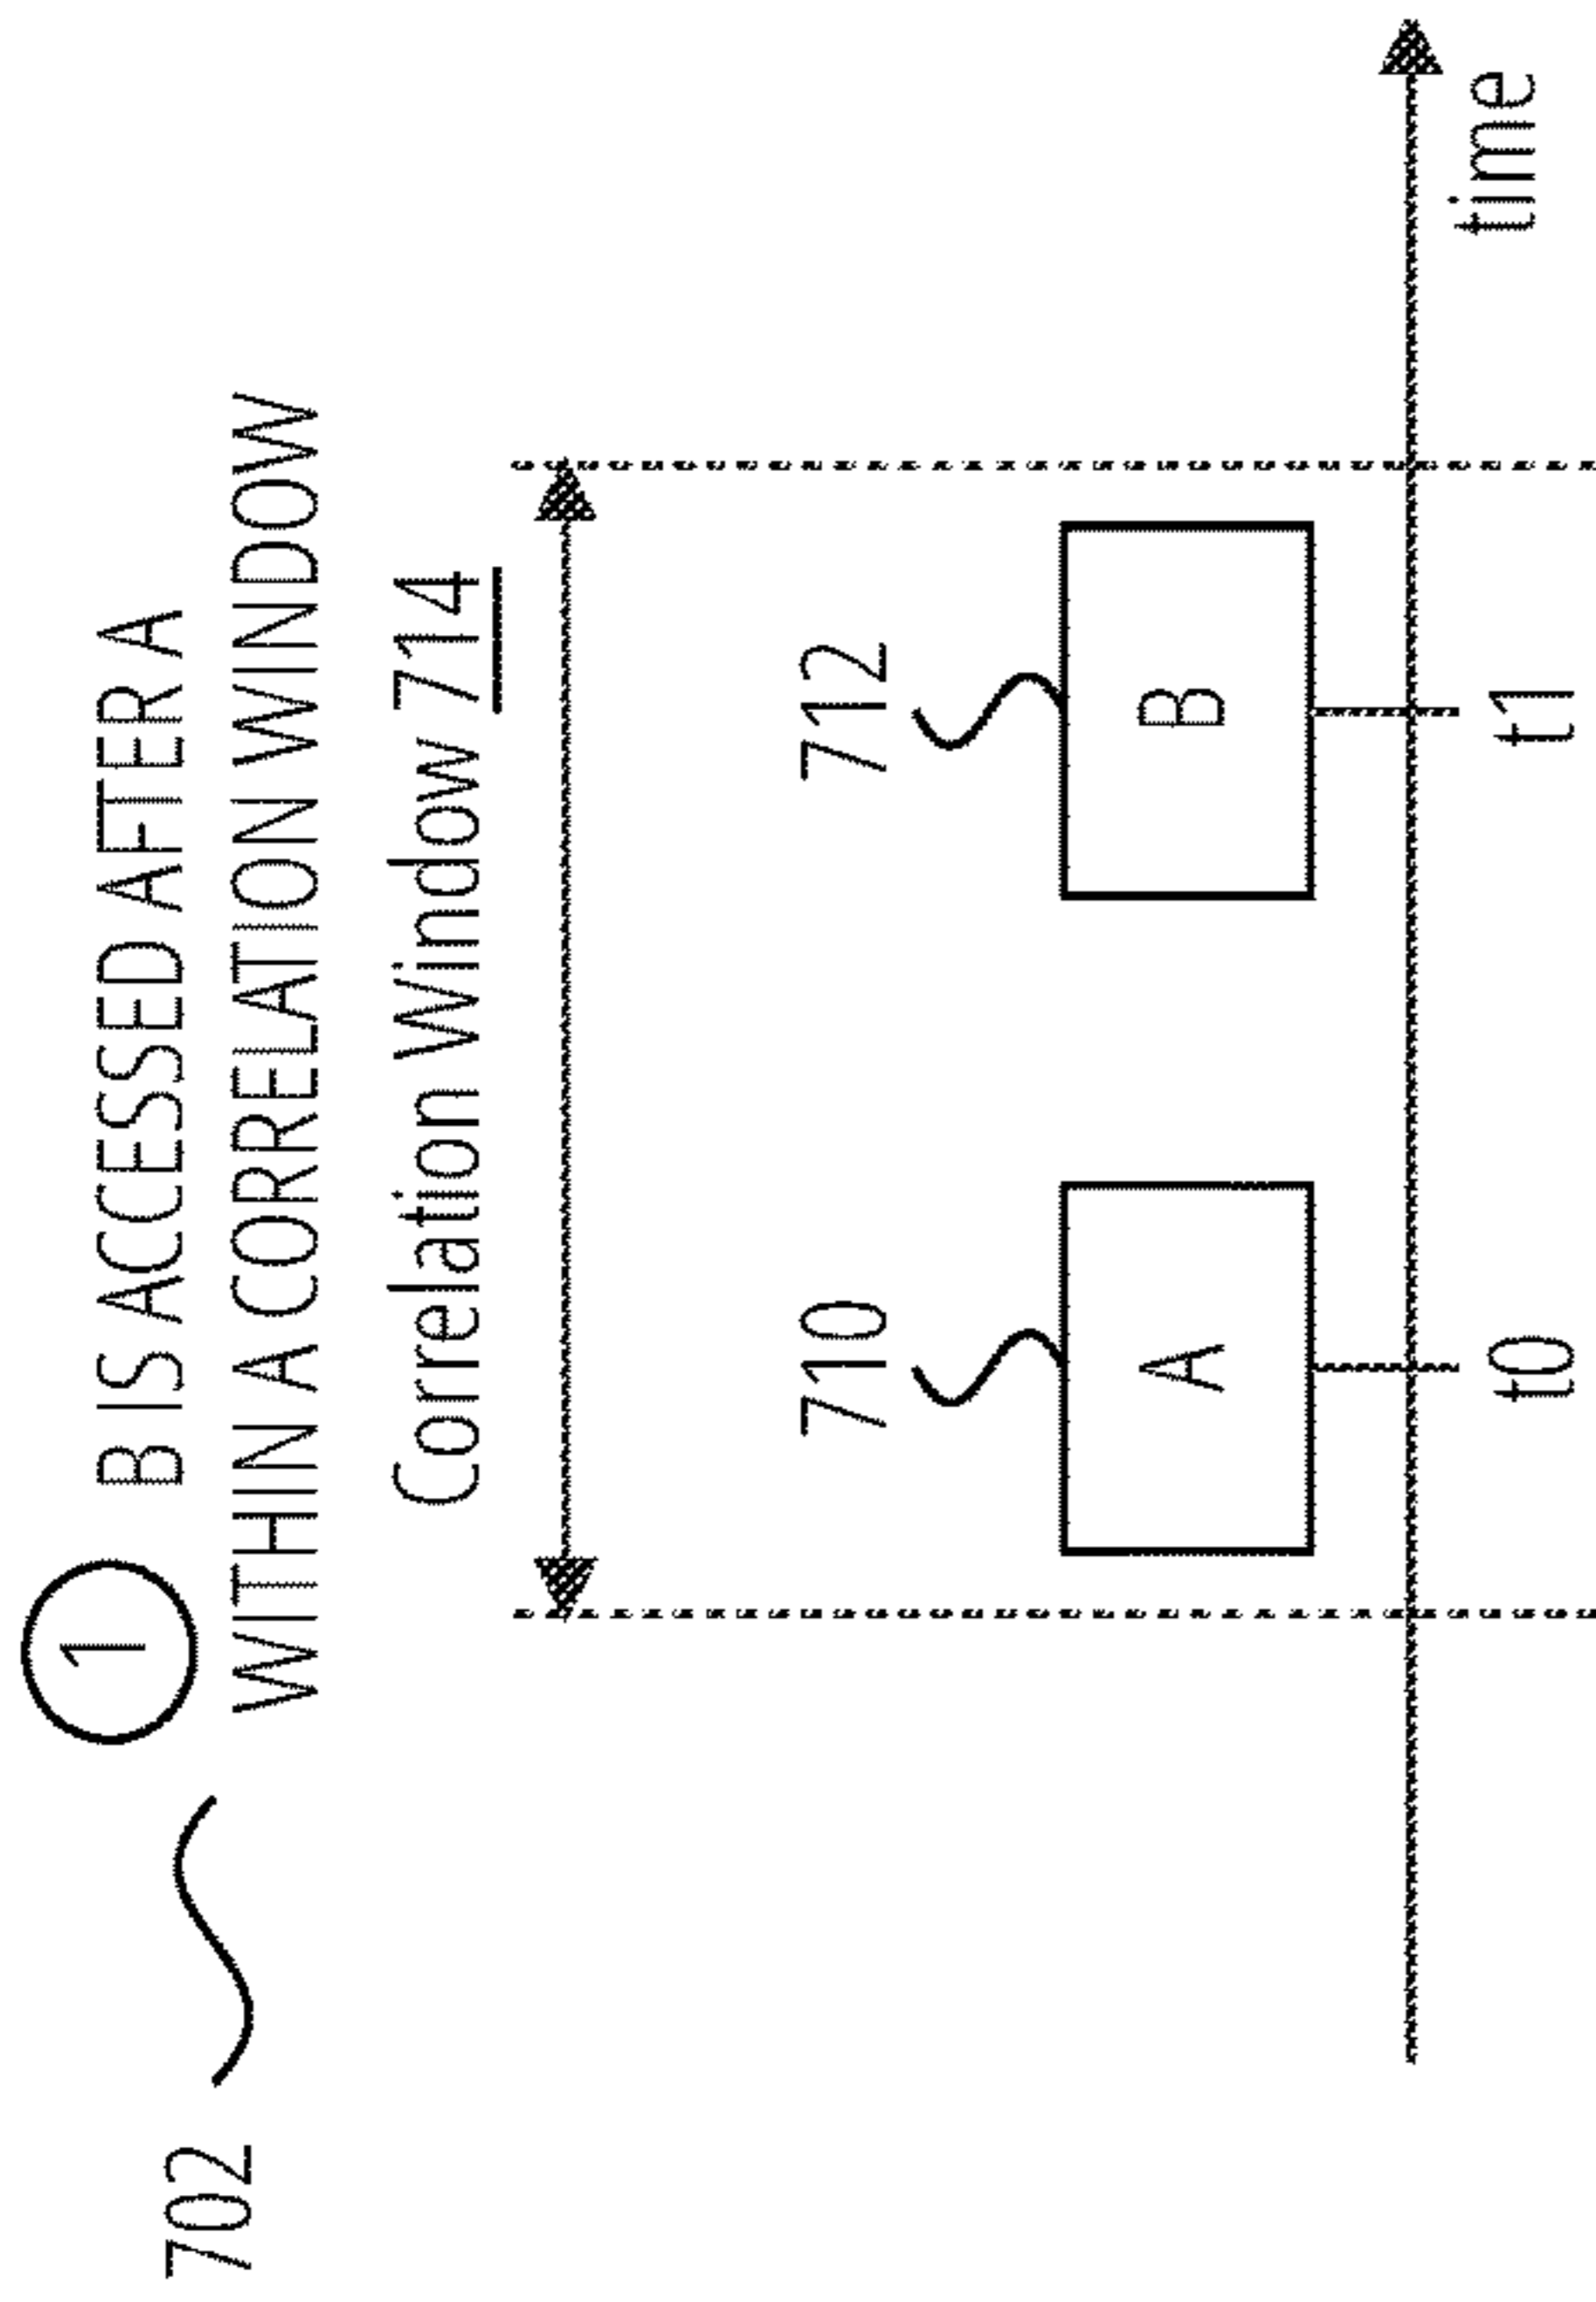 702
1 B IS ACCESSED AFTER A
WITHIN A CORRELATION WINDOW
Correlation Window 714
710 712
A B
t0 t1
time